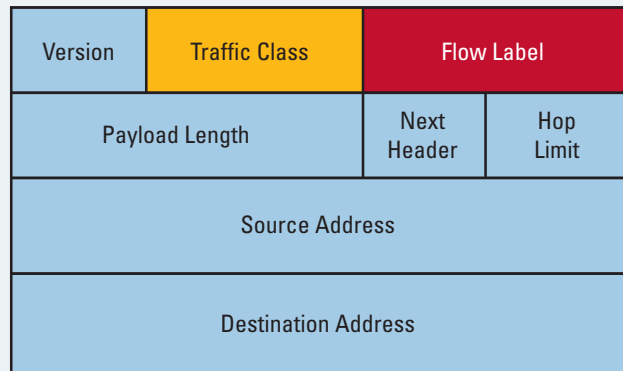 Version Traffic Class Flow Label
Payload Length Next Header Hop Limit
Source Address
Destination Address